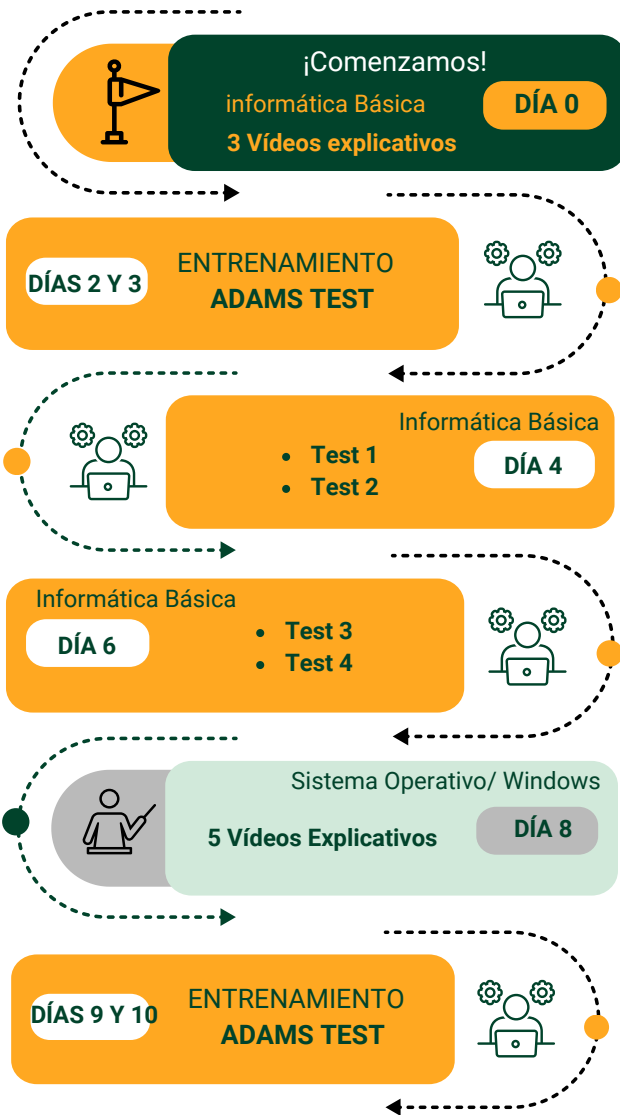 ¡Comenzamos!
informática Básica
DÍA 0
3 Vídeos explicativos
DÍAS 2 Y 3
ENTRENAMIENTO
ADAMS TEST
Informática Básica
• Test 1
• Test 2
DÍA 4
Informática Básica
DÍA 6
• Test 3
• Test 4
Sistema Operativo/ Windows
5 Vídeos Explicativos
DÍA 8
DÍAS 9 Y 10
ENTRENAMIENTO
ADAMS TEST